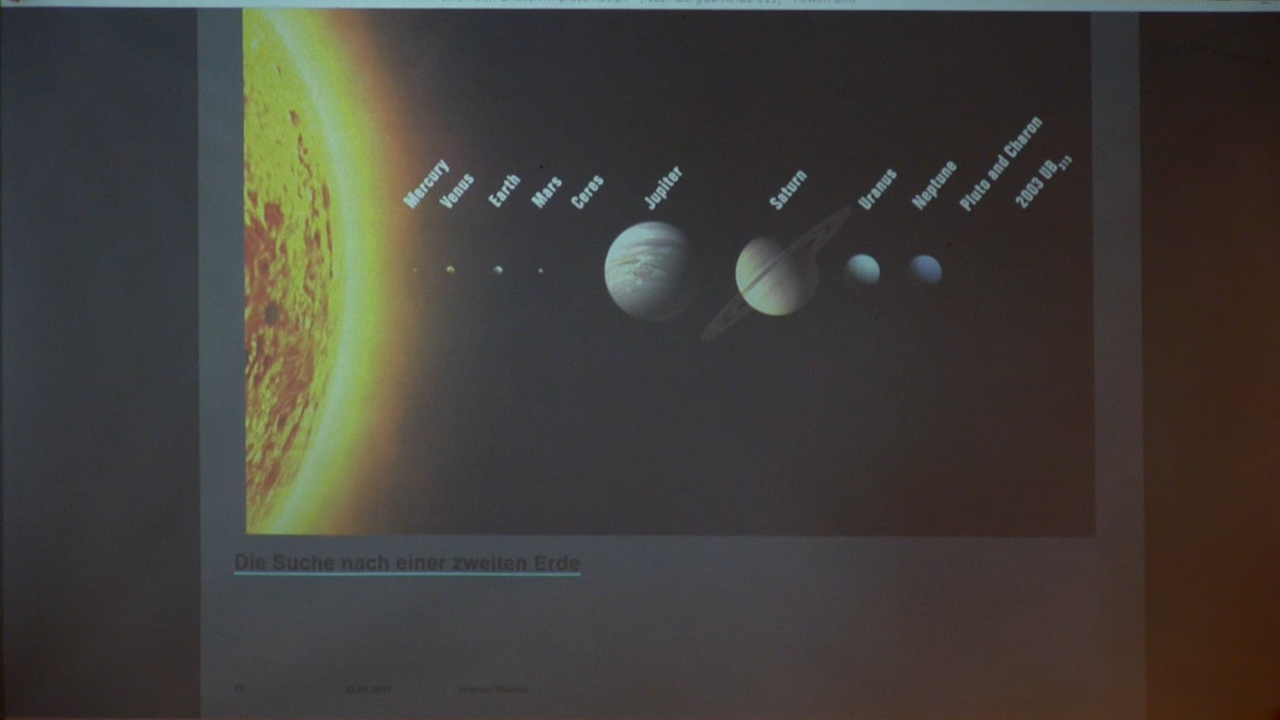 Mercury
Venus
Earth
Mars
Ceres
Jupiter
Saturn
Uranus
Neptune
Pluto and Charon
2003 UB313
Die Suche nach einer zweiten Erde